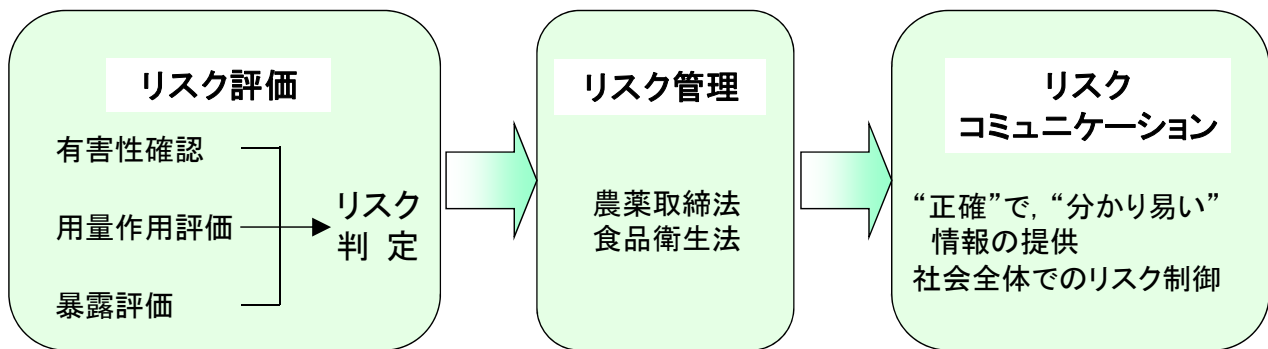 リスク評価
有害性確認
用量作用評価
暴露評価
リスク
判 定
リスク管理
農薬取締法
食品衛生法
リスク
コミュニケーション
“正確”で, “分かり易い”
情報の提供
社会全体でのリスク制御